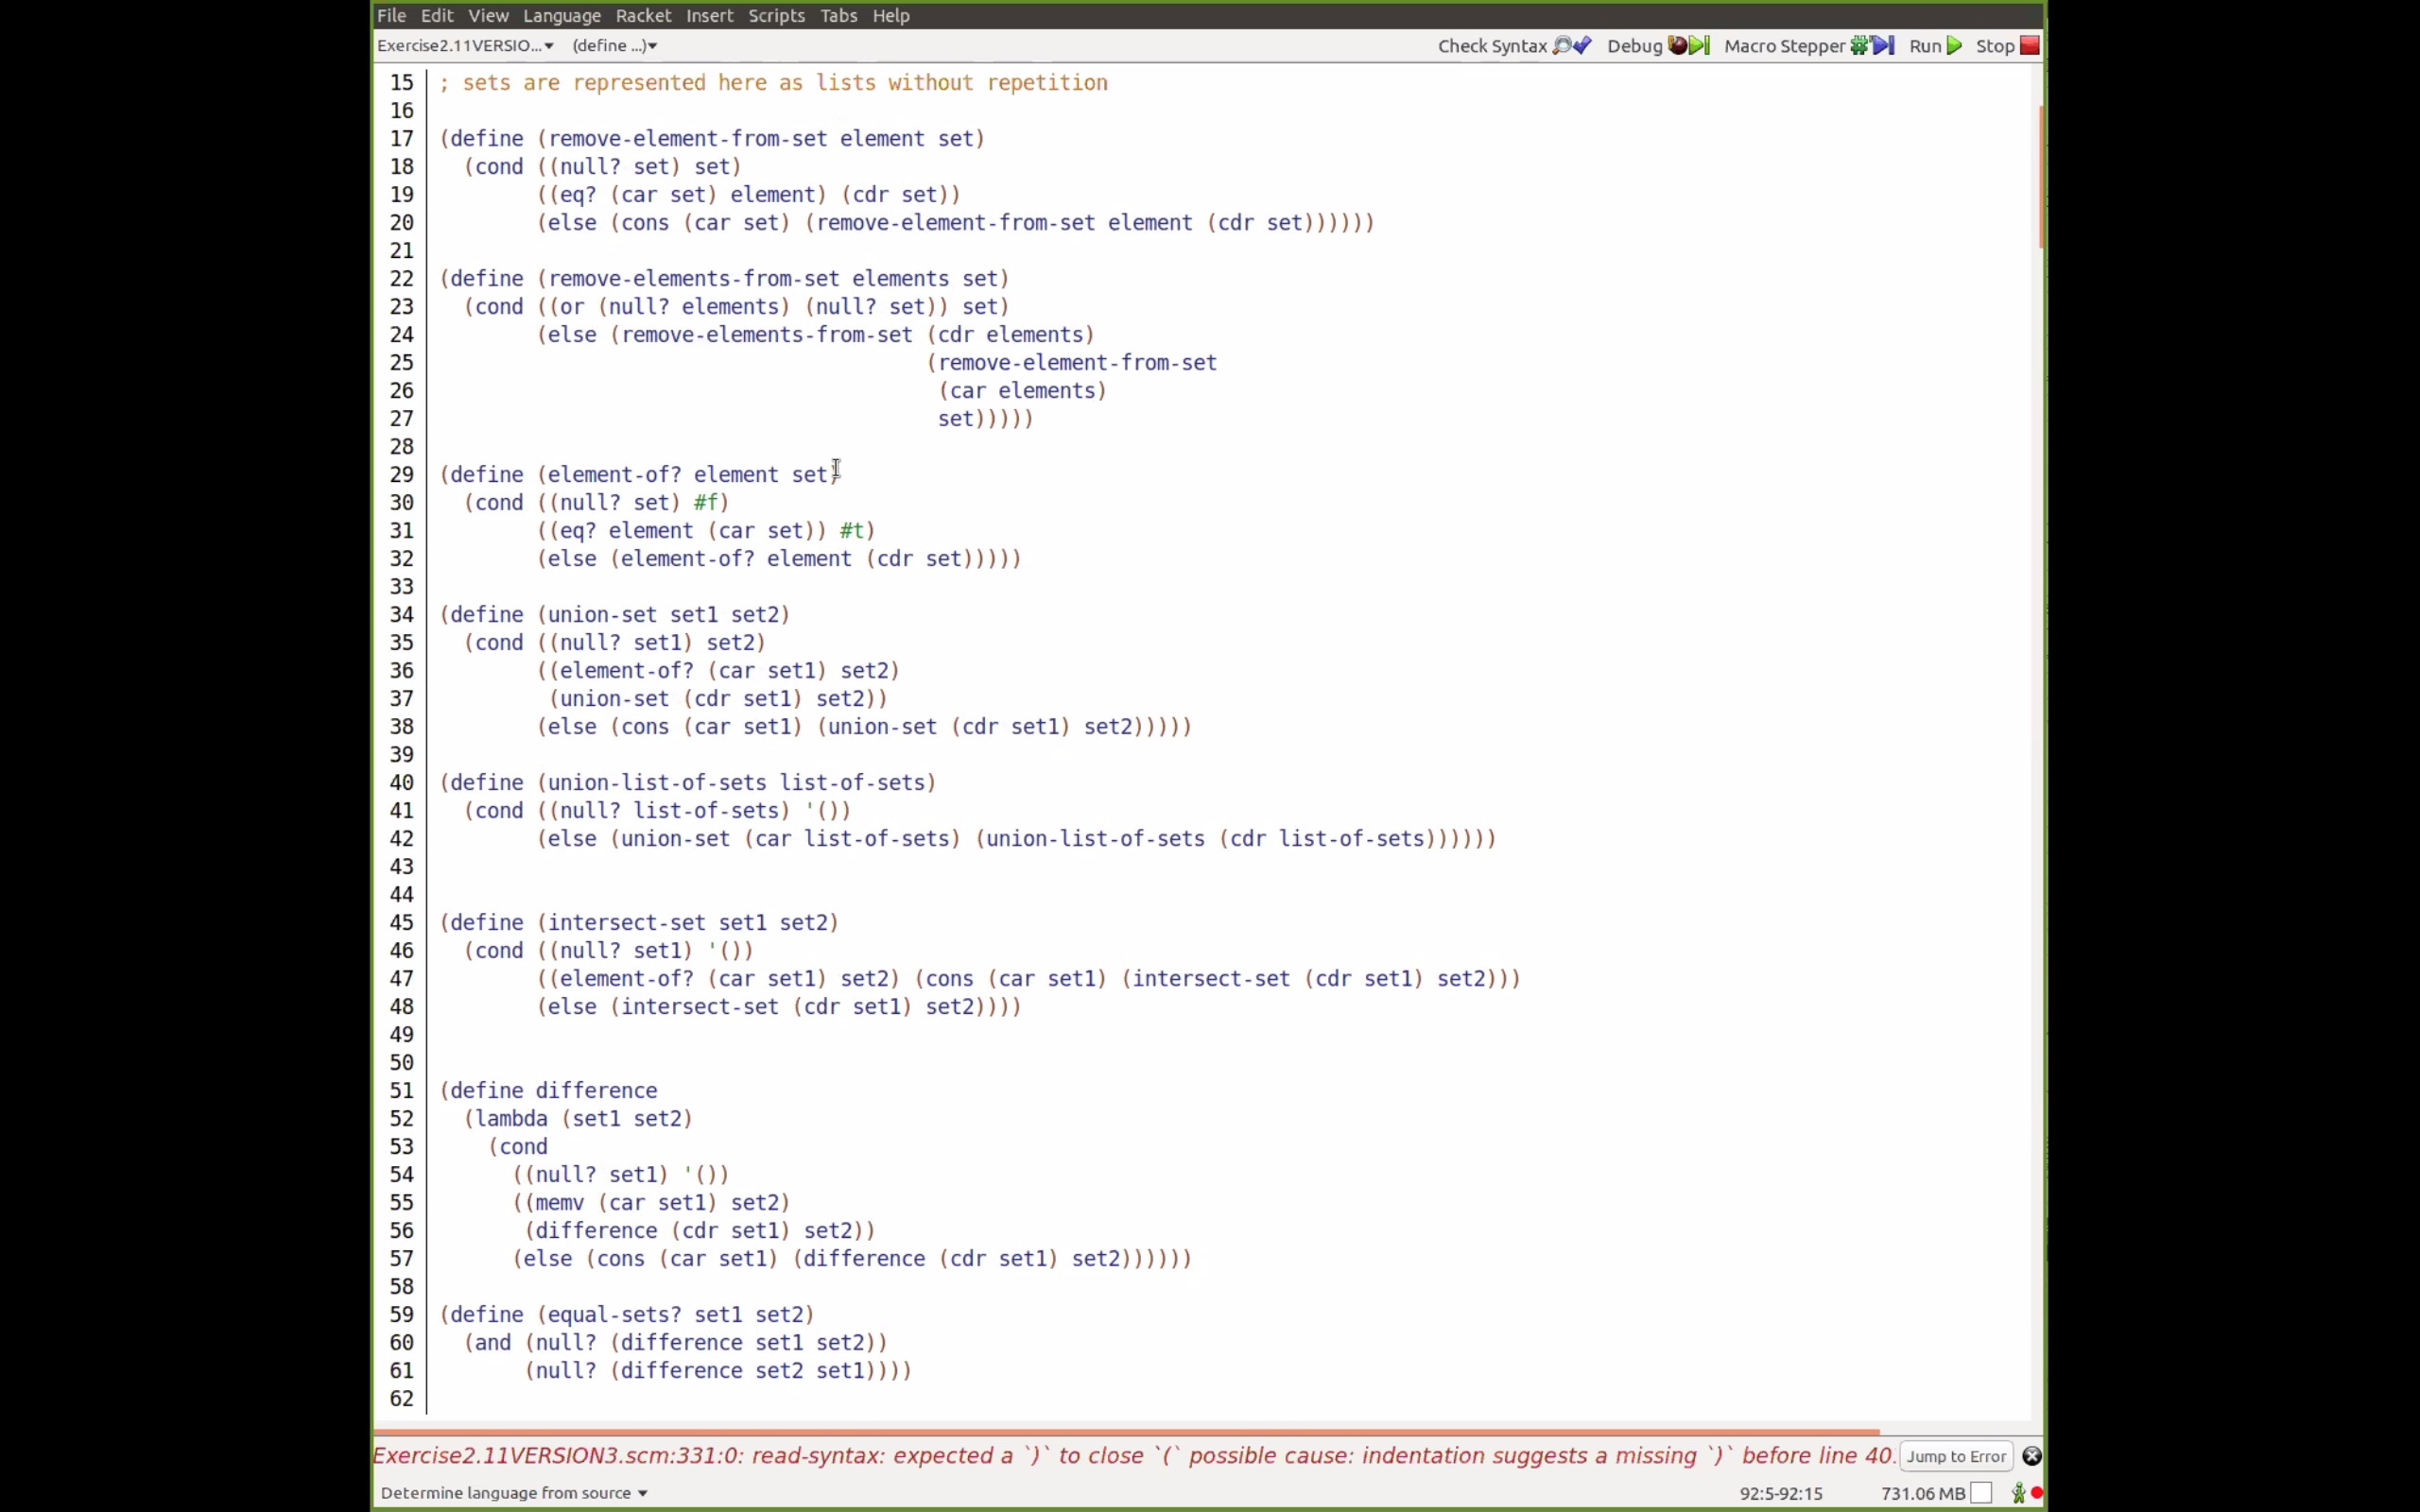 File Edit View Language Racket Insert Scripts Tabs Help
Exercise2.11VERSIO... (define ...) Check Syntax Debug Macro Stepper Run Stop
15 ; sets are represented here as lists without repetition
16
17 (define (remove-element-from-set element set)
18 (cond ((null? set) set)
19 ((eq? (car set) element) (cdr set))
20 (else (cons (car set) (remove-element-from-set element (cdr set))))))
21
22 (define (remove-elements-from-set elements set)
23 (cond ((or (null? elements) (null? set)) set)
24 (else (remove-elements-from-set (cdr elements)
25 (remove-element-from-set
26 (car elements)
27 set)))))
28
29 (define (element-of? element set)
30 (cond ((null? set) #f)
31 ((eq? element (car set)) #t)
32 (else (element-of? element (cdr set)))))
33
34 (define (union-set set1 set2)
35 (cond ((null? set1) set2)
36 ((element-of? (car set1) set2)
37 (union-set (cdr set1) set2))
38 (else (cons (car set1) (union-set (cdr set1) set2)))))
39
40 (define (union-list-of-sets list-of-sets)
41 (cond ((null? list-of-sets) '())
42 (else (union-set (car list-of-sets) (union-list-of-sets (cdr list-of-sets))))))
43
44
45 (define (intersect-set set1 set2)
46 (cond ((null? set1) '())
47 ((element-of? (car set1) set2) (cons (car set1) (intersect-set (cdr set1) set2)))
48 (else (intersect-set (cdr set1) set2))))
49
50
51 (define difference
52 (lambda (set1 set2)
53 (cond
54 ((null? set1) '())
55 ((memv (car set1) set2)
56 (difference (cdr set1) set2))
57 (else (cons (car set1) (difference (cdr set1) set2))))))
58
59 (define (equal-sets? set1 set2)
60 (and (null? (difference set1 set2))
61 (null? (difference set2 set1))))
62
Exercise2.11VERSION3.scm:331:0: read-syntax: expected a `)` to close `(` possible cause: indentation suggests a missing `)` before line 40. Jump to Error
Determine language from source 92:5-92:15 731.06 MB